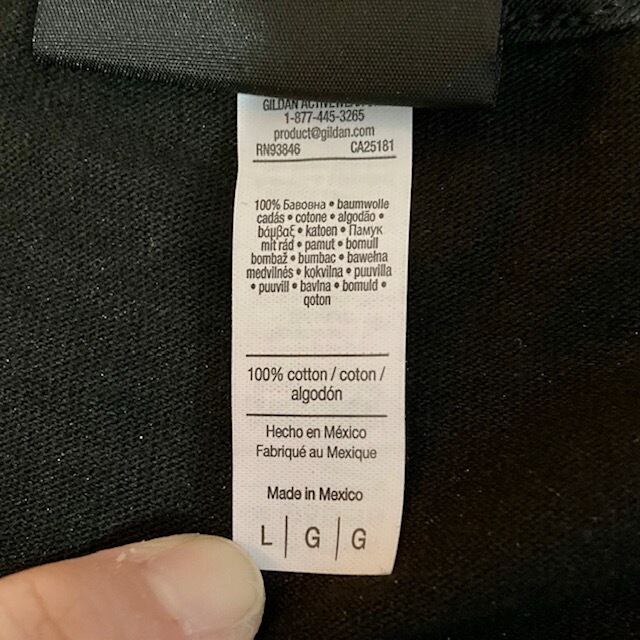 GILDAN
1-877-445-3265
product@gildan.com
RN93846 CA25181
100% Бавовна • baumwolle
cadás • cotone • algodão •
βάμβαξ • katoen • Памук
mit rád • pamut • bomull
bombaž • bumbac • bawełna
medvilnės • kokvilna • puuvilla
• puuvill • bavlna • bomuld •
qoton
100% cotton / coton /
algodón
Hecho en México
Fabriqué au Mexique
Made in Mexico
L | G | G